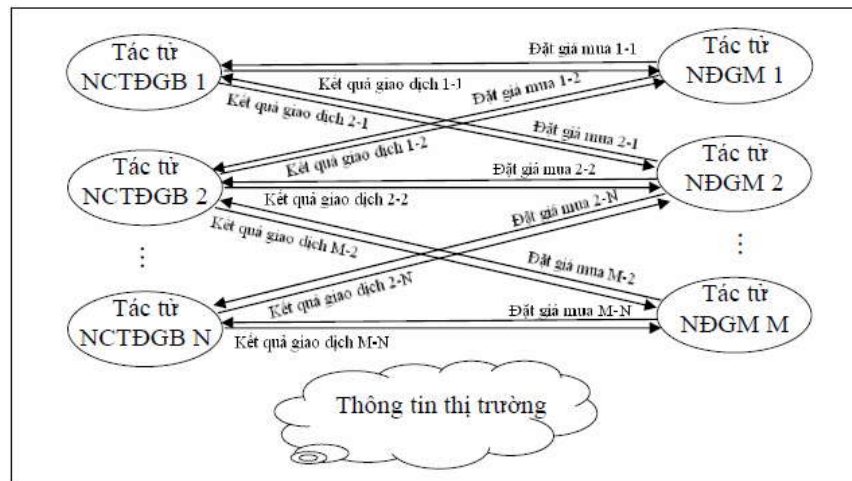 Tác tử
NCTĐGB 1
Đặt giá mua 1-1
Kết quả giao dịch 1-1
Tác tử
NĐGM 1
Đặt giá mua 1-2
Kết quả giao dịch 2-1
Kết quả giao dịch 1-2
Đặt giá mua 2-1
Tác tử
NCTĐGB 2
Đặt giá mua 2-2
Kết quả giao dịch 2-2
Tác tử
NĐGM 2
Đặt giá mua 2-N
Kết quả giao dịch M-2
⋮
⋮
Kết quả giao dịch 2-N
Đặt giá mua M-2
Tác tử
NCTĐGB N
Đặt giá mua M-N
Kết quả giao dịch M-N
Tác tử
NĐGM M
Thông tin thị trường